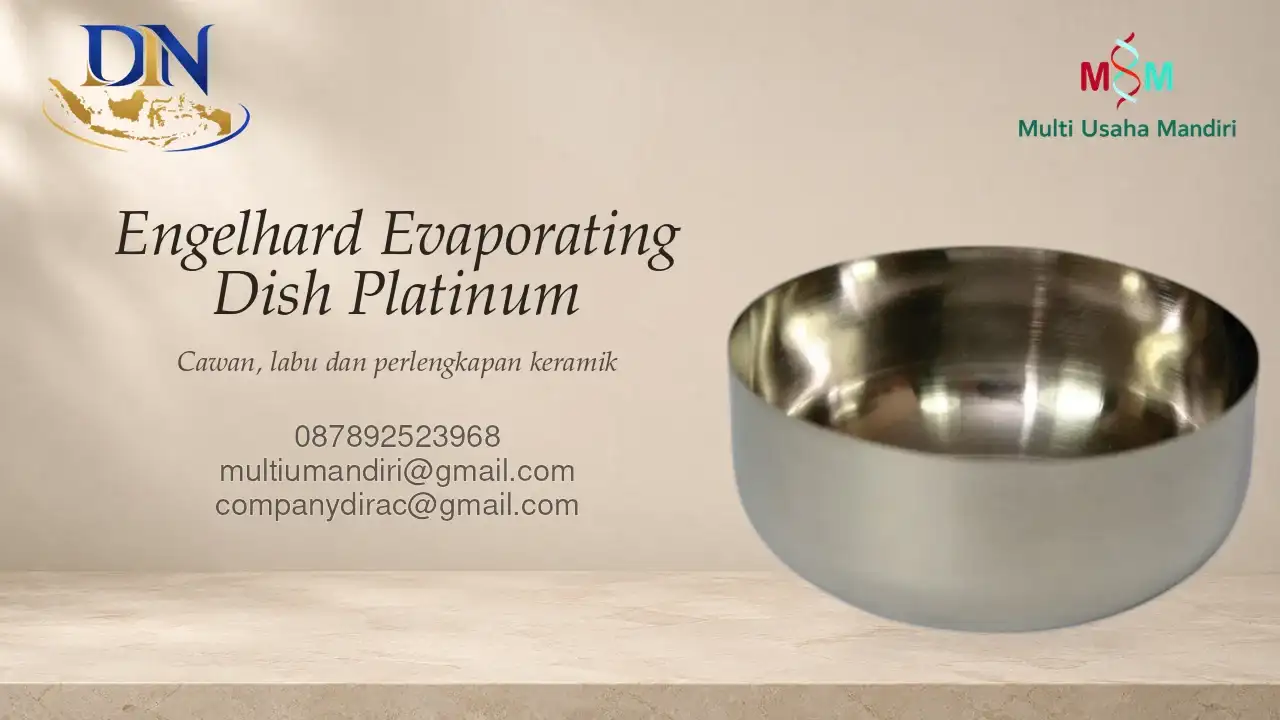 DIN
MSM
Multi Usaha Mandiri
Engelhard Evaporating
Dish Platinum
Cawan, labu dan perlengkapan keramik
087892523968
multiumandiri@gmail.com
companydirac@gmail.com